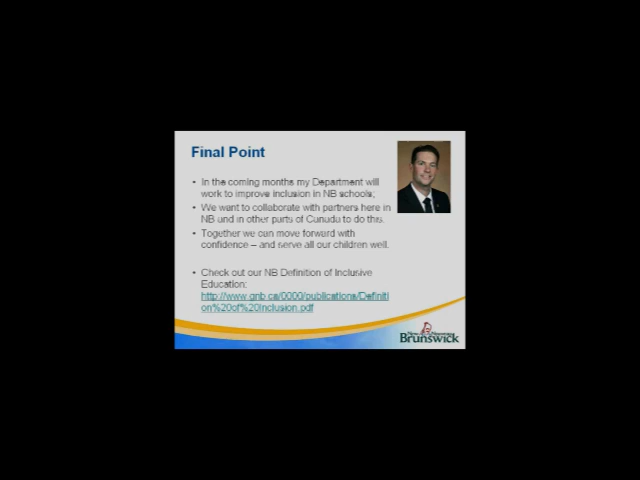 Final Point
• In the coming months my Department will
work to improve inclusion in NB schools;
• We want to collaborate with partners here in
NB and in other parts of Canada to do this.
• Together we can move forward with
confidence – and serve all our children well.
• Check out our NB Definition of Inclusive
Education:
http://www.gnb.ca/0000/publications/Definiti
on%20of%20Inclusion.pdf
Brunswick